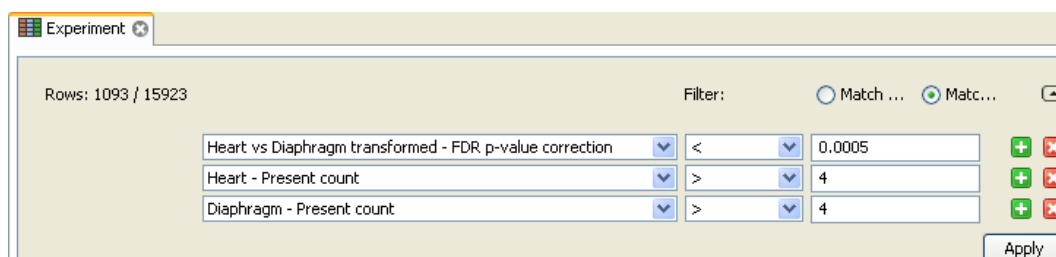 Experiment
Rows: 1093 / 15923 Filter: Match ... Matc...
Heart vs Diaphragm transformed - FDR p-value correction < 0.0005
Heart - Present count > 4
Diaphragm - Present count > 4
Apply